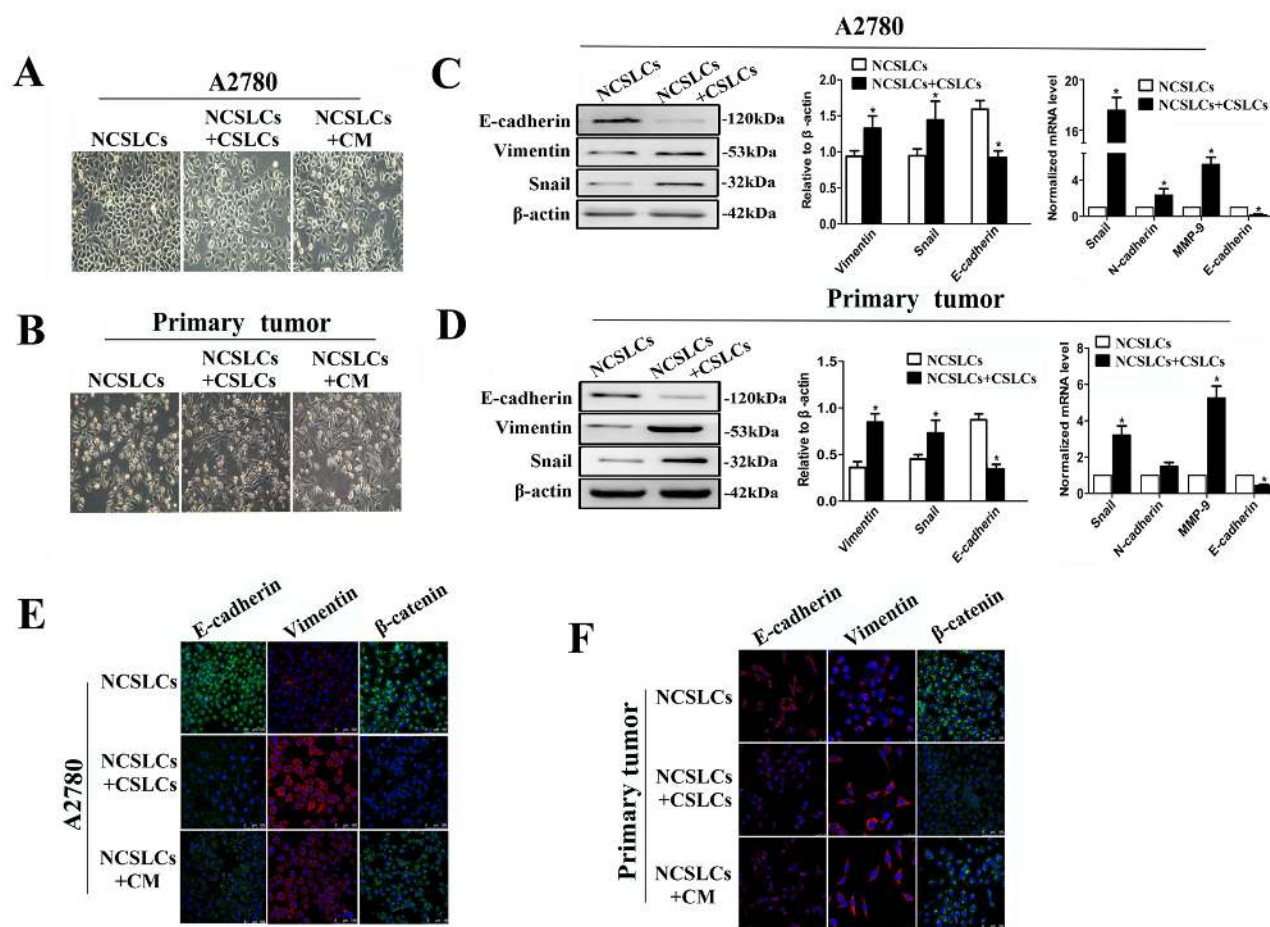 A
A2780
NCSLCs
NCSLCs
+CSLCs
NCSLCs
+CM
B
Primary tumor
NCSLCs
NCSLCs
+CSLCs
NCSLCs
+CM
A2780
C
NCSLCs
NCSLCs
+CSLCs
E-cadherin
-120kDa
Vimentin
-53kDa
Snail
-32kDa
β-actin
-42kDa
NCSLCs
NCSLCs+CSLCs
Relative to β -actin
2.0
1.5
1.0
0.5
0.0
* * *
Vimentin
Snail
E-cadherin
NCSLCs
NCSLCs+CSLCs
Normalized mRNA level
20
16
8
4
0
* * * *
Snail
N-cadherin
MMP-9
E-cadherin
Primary tumor
D
NCSLCs
NCSLCs
+CSLCs
E-cadherin
-120kDa
Vimentin
-53kDa
Snail
-32kDa
β-actin
-42kDa
NCSLCs
NCSLCs+CSLCs
Relative to β -actin
1.5
1.0
0.5
0.0
* * *
Vimentin
Snail
E-cadherin
NCSLCs
NCSLCs+CSLCs
Normalized mRNA level
8
6
4
2
0
* * *
Snail
N-cadherin
MMP-9
E-cadherin
E
E-cadherin
Vimentin
β-catenin
A2780
NCSLCs
NCSLCs
+CSLCs
NCSLCs
+CM
F
E-cadherin
Vimentin
β-catenin
Primary tumor
NCSLCs
NCSLCs
+CSLCs
NCSLCs
+CM